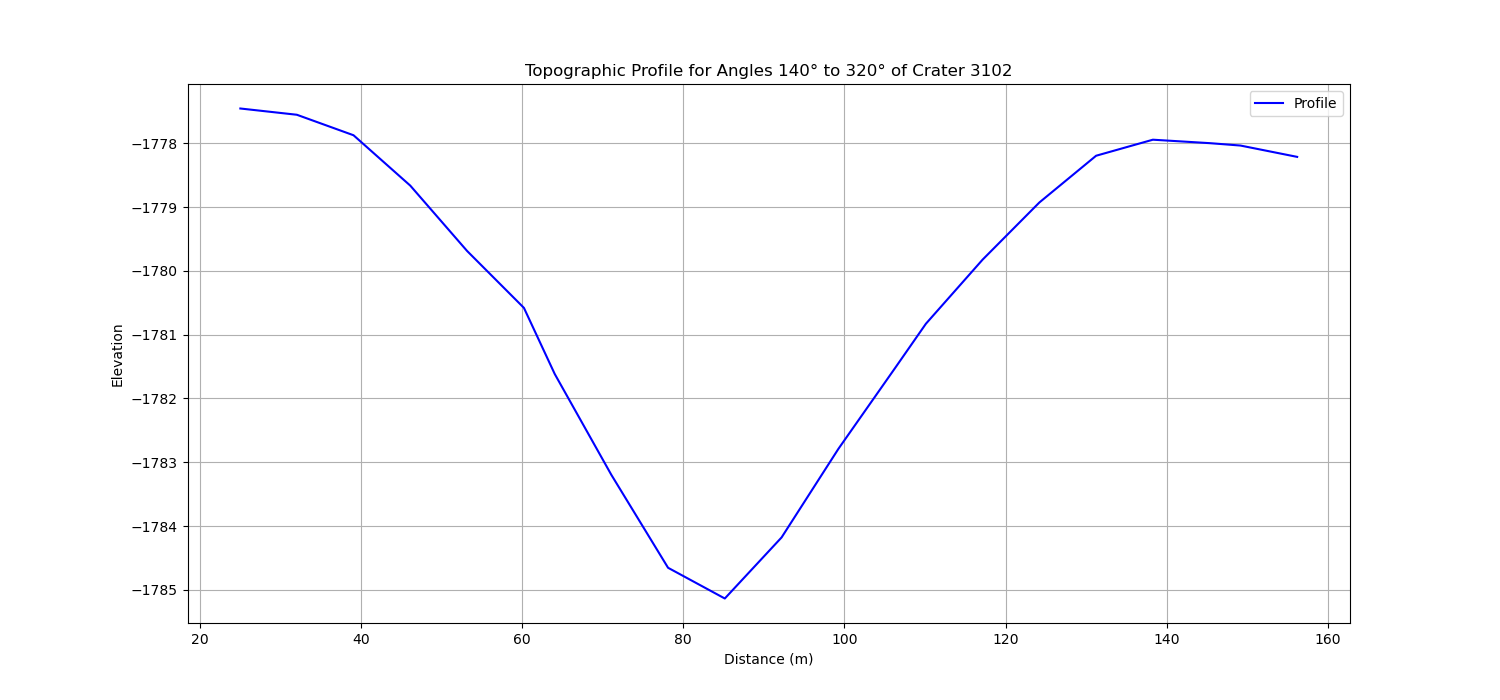 Topographic Profile for Angles 140° to 320° of Crater 3102
Profile
−1778
−1779
−1780
−1781
−1782
−1783
−1784
−1785
Elevation
20 40 60 80 100 120 140 160
Distance (m)